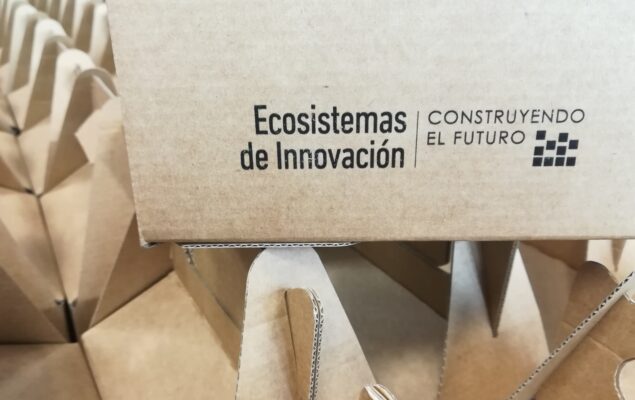 Ecosistemas
de Innovación
CONSTRUYENDO
EL FUTURO